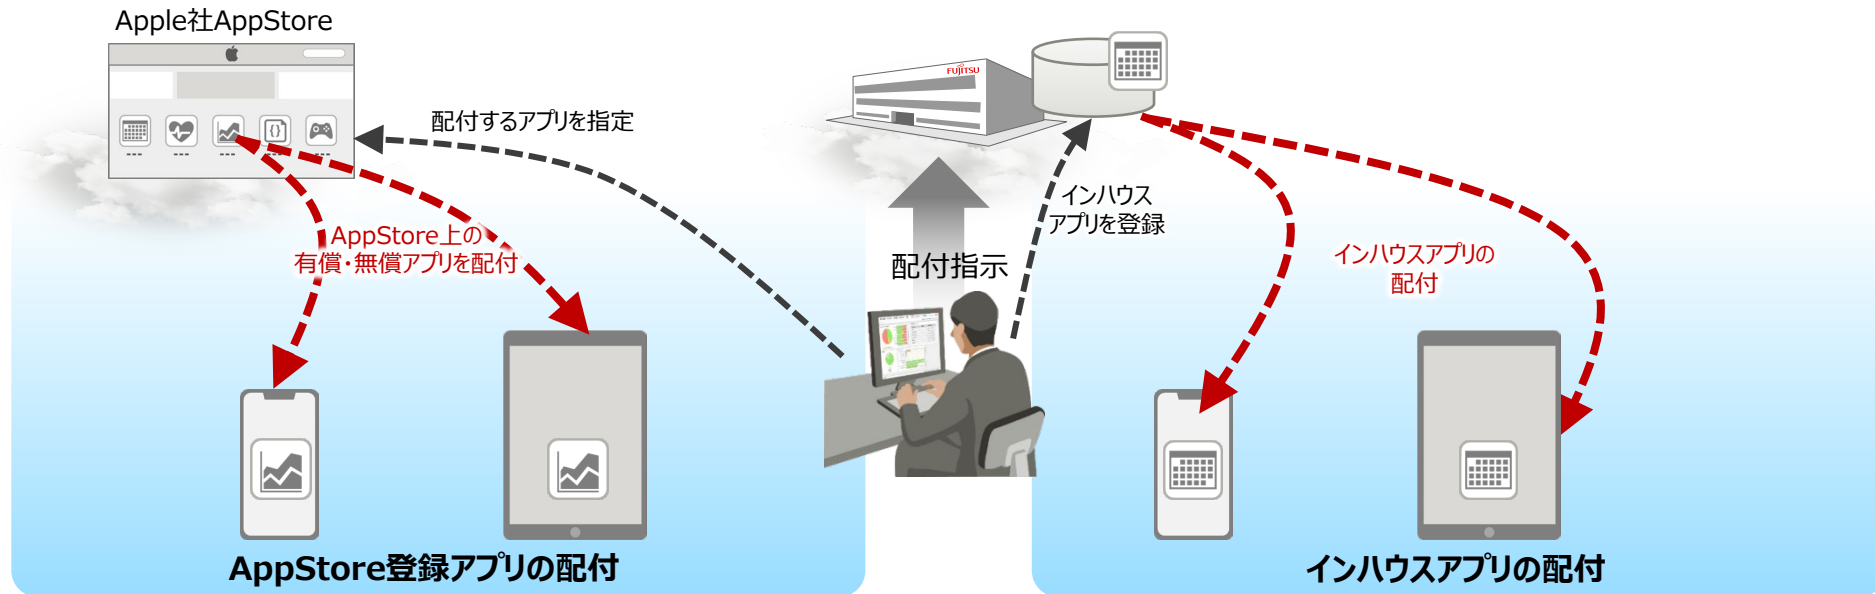 Apple社AppStore
配付するアプリを指定
AppStore上の
有償・無償アプリを配付
AppStore登録アプリの配付
FUJITSU
配付指示
インハウス
アプリを登録
インハウスアプリの
配付
インハウスアプリの配付